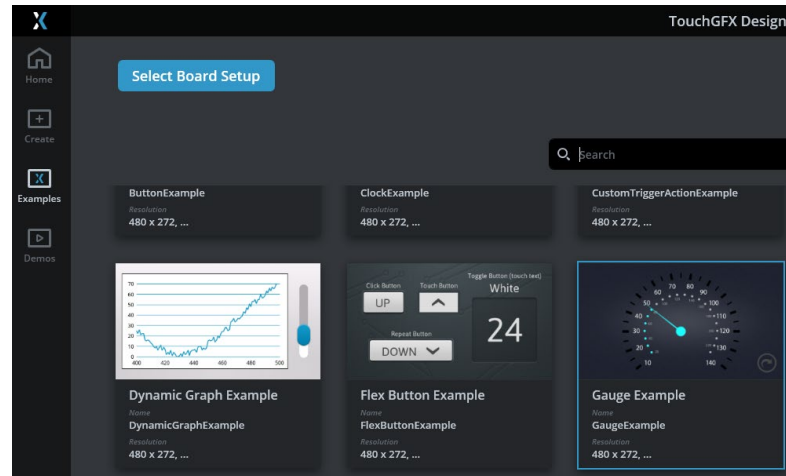 TouchGFX Design
Home
Create
Examples
Demos
Select Board Setup
Search
ButtonExample
Resolution
480 x 272, ...
ClockExample
Resolution
480 x 272, ...
CustomTriggerActionExample
Resolution
480 x 272, ...
70
60
50
40
30
20
10
0
400 420 440 460 480 500
Dynamic Graph Example
Name
DynamicGraphExample
Resolution
480 x 272, ...
Click Button
Touch Button
Toggle Button (touch text)
White
UP
24
Repeat Button
DOWN
Flex Button Example
Name
FlexButtonExample
Resolution
480 x 272, ...
10
20
30
40
50
60
70
80
90
100
110
120
130
140
Gauge Example
Name
GaugeExample
Resolution
480 x 272, ...